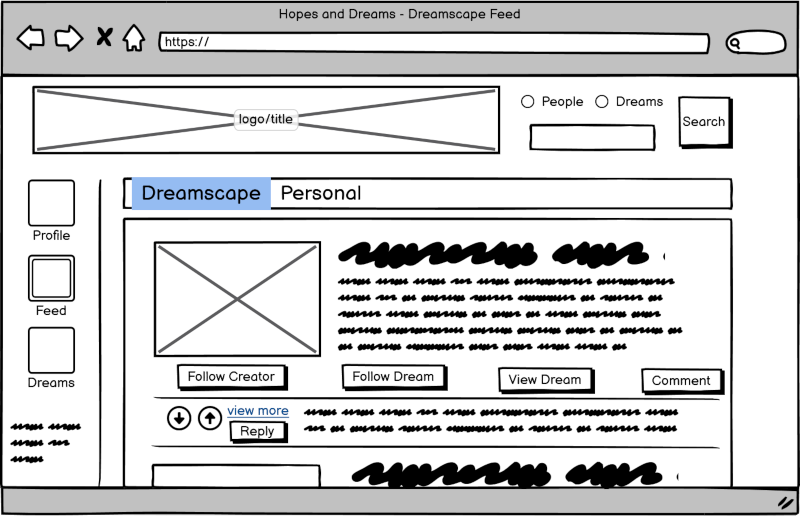 Hopes and Dreams - Dreamscape Feed
https://
logo/title
People Dreams
Search
Dreamscape Personal
Profile
Feed
Dreams
Follow Creator Follow Dream View Dream Comment
view more
Reply